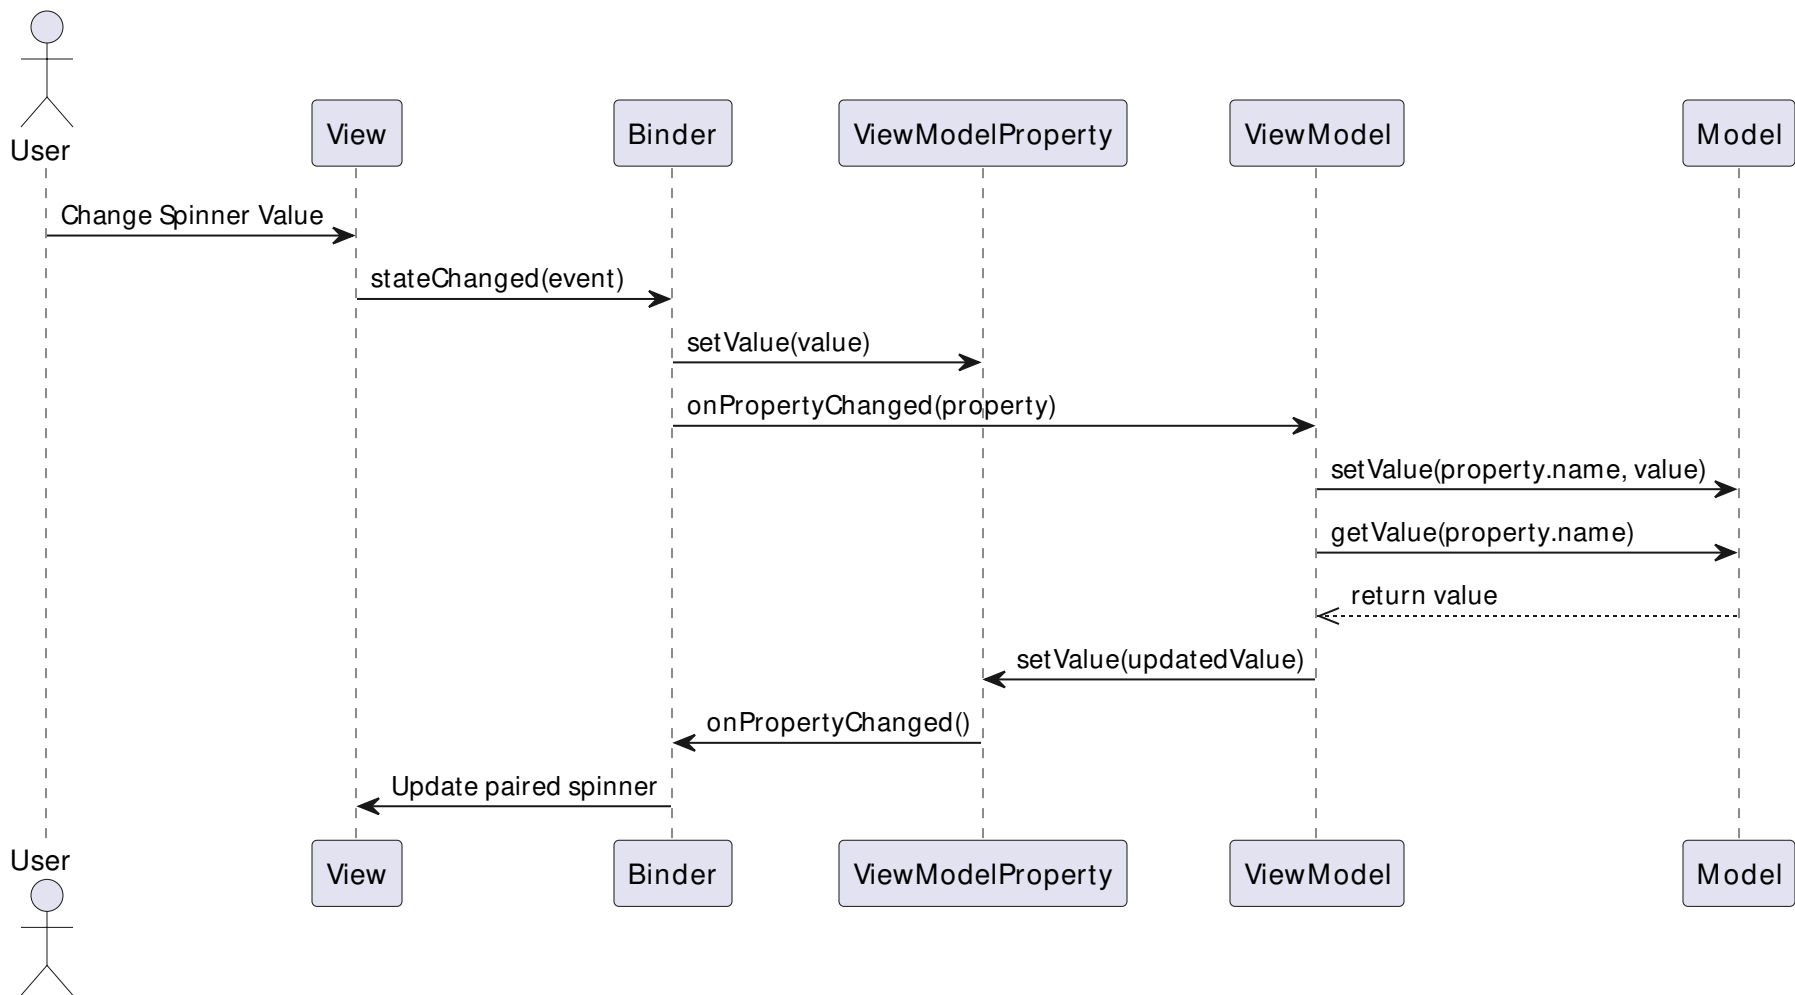 User
View
Binder
ViewModelProperty
ViewModel
Model
Change Spinner Value
stateChanged(event)
setValue(value)
onPropertyChanged(property)
setValue(property.name, value)
getValue(property.name)
return value
setValue(updatedValue)
onPropertyChanged()
Update paired spinner
User
View
Binder
ViewModelProperty
ViewModel
Model